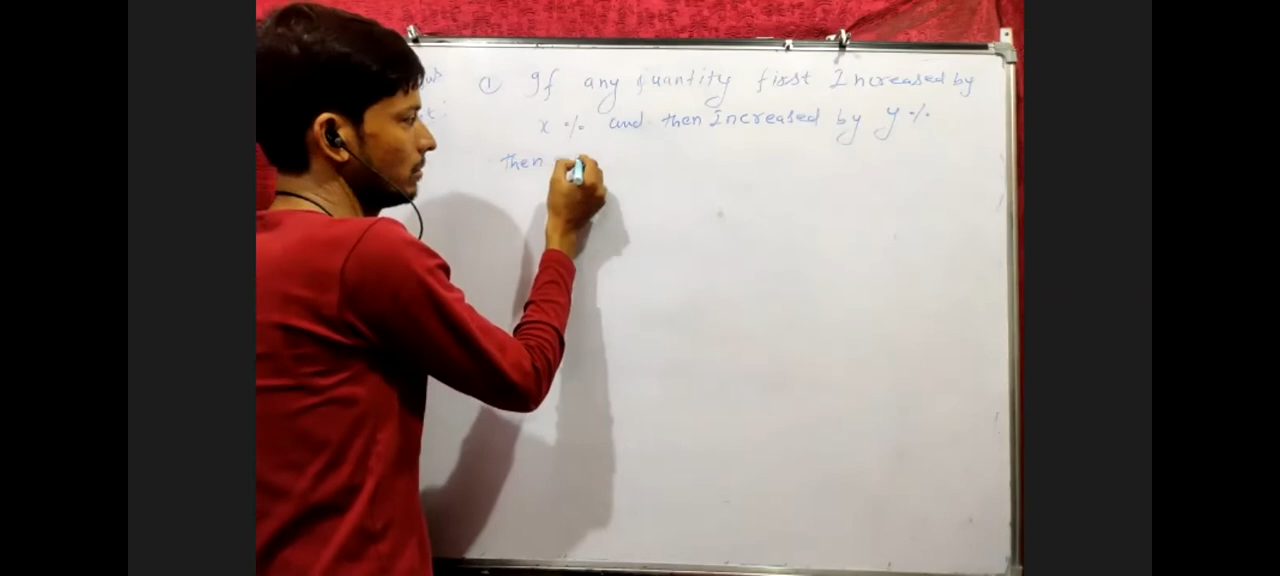 ① If any quantity first Increased by
x % and then Increased by y %
then